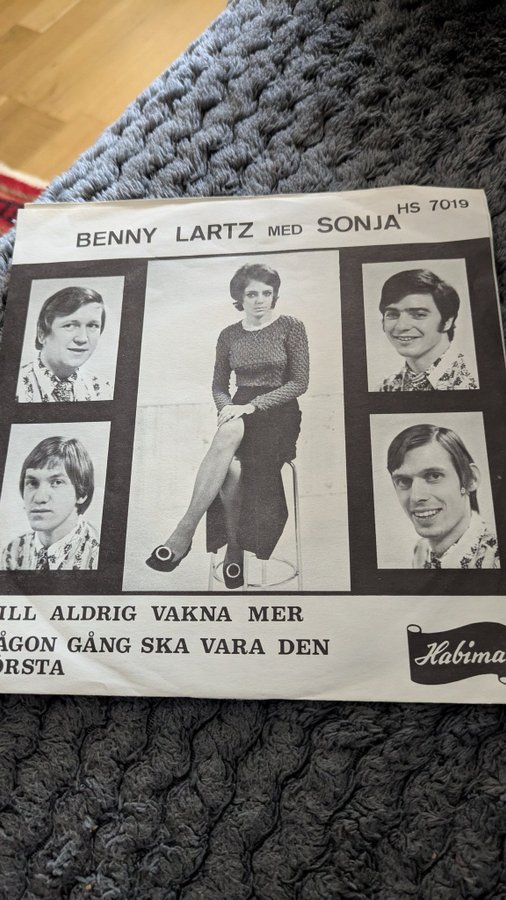 HS 7019
BENNY LARTZ MED SONJA
ILL ALDRIG VAKNA MER
ÅGON GÅNG SKA VARA DEN
ÖRSTA
Habima